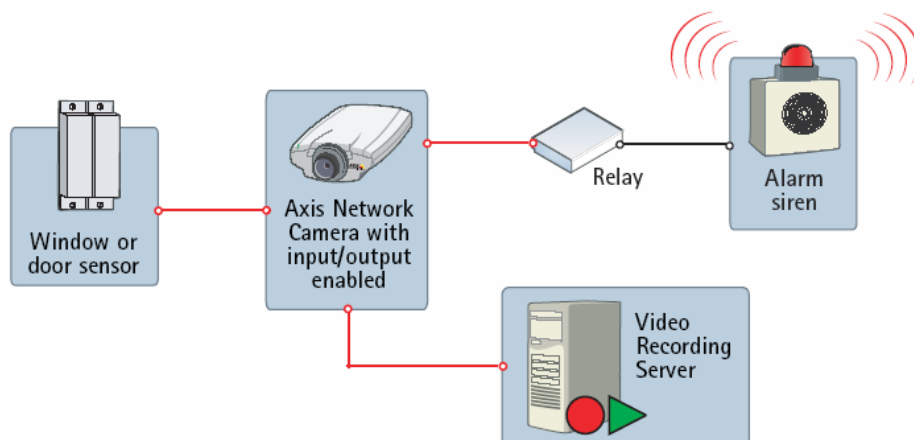 Window or
door sensor
Axis Network
Camera with
input/output
enabled
Relay
Alarm
siren
Video
Recording
Server